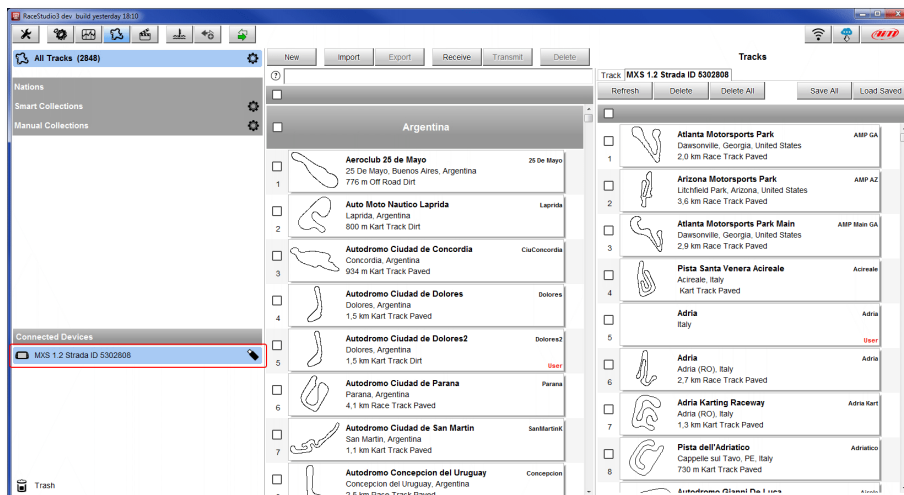 RaceStudio3 dev build yesterday 18:10
AIM
All Tracks (2848)
Nations
Smart Collections
Manual Collections
Connected Devices
MXS 1.2 Strada ID 5302808
Trash
New Import Export Receive Transmit Delete
Argentina
Aeroclub 25 de Mayo 25 De Mayo
25 De Mayo, Buenos Aires, Argentina
776 m Off Road Dirt
1
Auto Moto Nautico Laprida Laprida
Laprida, Argentina
800 m Kart Track Dirt
2
Autodromo Ciudad de Concordia CiuConcordia
Concordia, Argentina
934 m Kart Track Paved
3
Autodromo Ciudad de Dolores Dolores
Dolores, Argentina
1,5 km Kart Track Paved
4
Autodromo Ciudad de Dolores2 Dolores2
Dolores, Argentina
1,5 km Kart Track Dirt
5 User
Autodromo Ciudad de Parana Parana
Parana, Argentina
4,1 km Race Track Paved
6
Autodromo Ciudad de San Martin SanMartinK
San Martin, Argentina
1,1 km Kart Track Paved
7
Autodromo Concepcion del Uruguay Concepcion
Concepcion del Uruguay, Argentina
2,5 km Race Track Paved
Tracks
Track MXS 1.2 Strada ID 5302808
Refresh Delete Delete All Save All Load Saved
Atlanta Motorsports Park AMP GA
Dawsonville, Georgia, United States
2,0 km Race Track Paved
1
Arizona Motorsports Park AMP AZ
Litchfield Park, Arizona, United States
3,6 km Race Track Paved
2
Atlanta Motorsports Park Main AMP Main GA
Dawsonville, Georgia, United States
2,9 km Race Track Paved
3
Pista Santa Venera Acireale Acireale
Acireale, Italy
Kart Track Paved
4
Adria Adria
Italy
5 User
Adria Adria
Adria (RO), Italy
2,7 km Race Track Paved
6
Adria Karting Raceway Adria Kart
Adria (RO), Italy
1,3 km Kart Track Paved
7
Pista dell'Adriatico Adriatico
Cappelle sul Tavo, PE, Italy
730 m Kart Track Paved
8
Autodromo Gianni De Luca